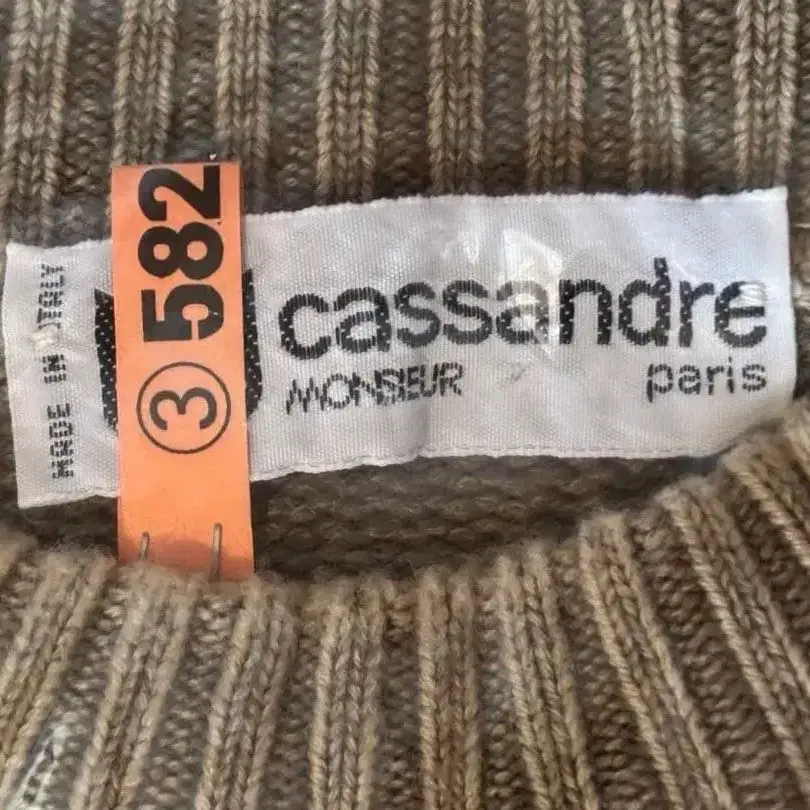 MADE IN ITALY
③ 582
cassandre
MONSIEUR
paris